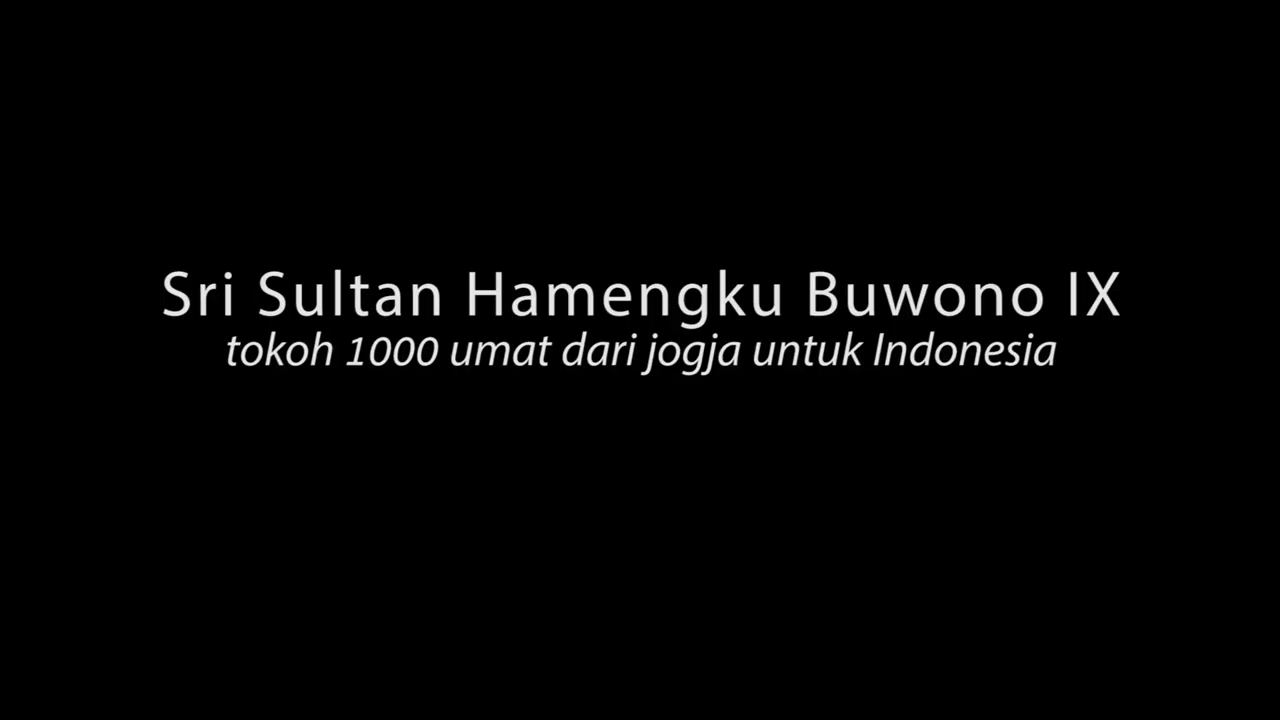 Sri Sultan Hamengku Buwono IX
tokoh 1000 umat dari jogja untuk Indonesia